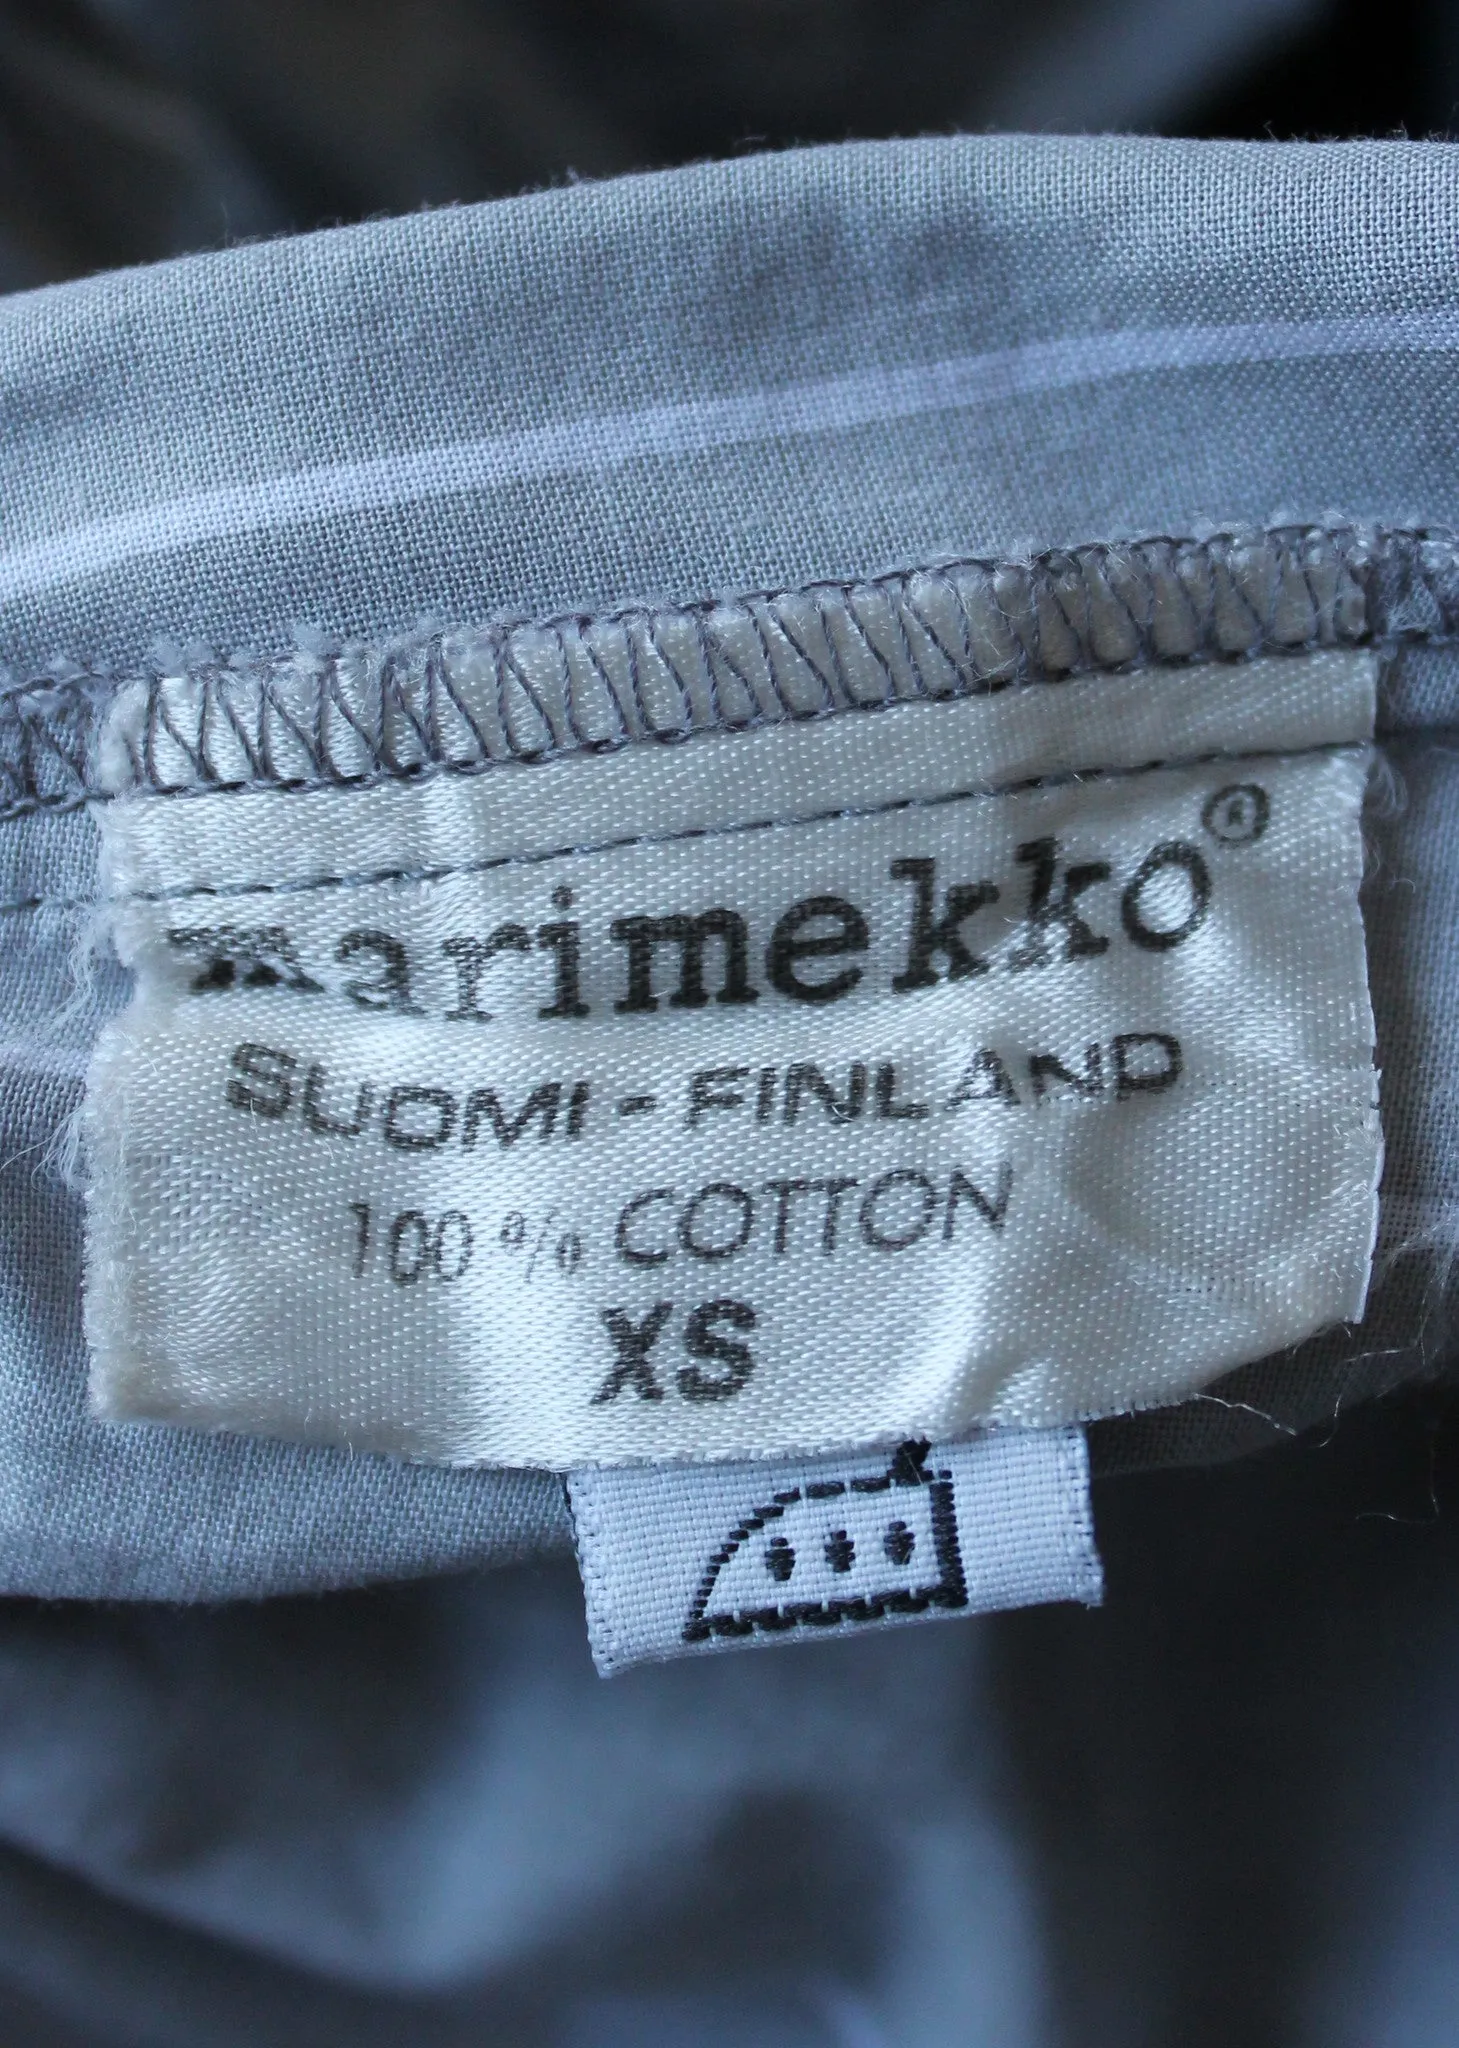 marimekko®
SUOMI - FINLAND
100 % COTTON
XS